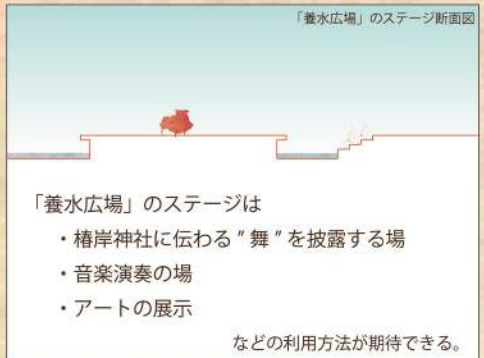 「養水広場」のステージ断面図
「養水広場」のステージは
・椿岸神社に伝わる”舞”を披露する場
・音楽演奏の場
・アートの展示
などの利用方法が期待できる。